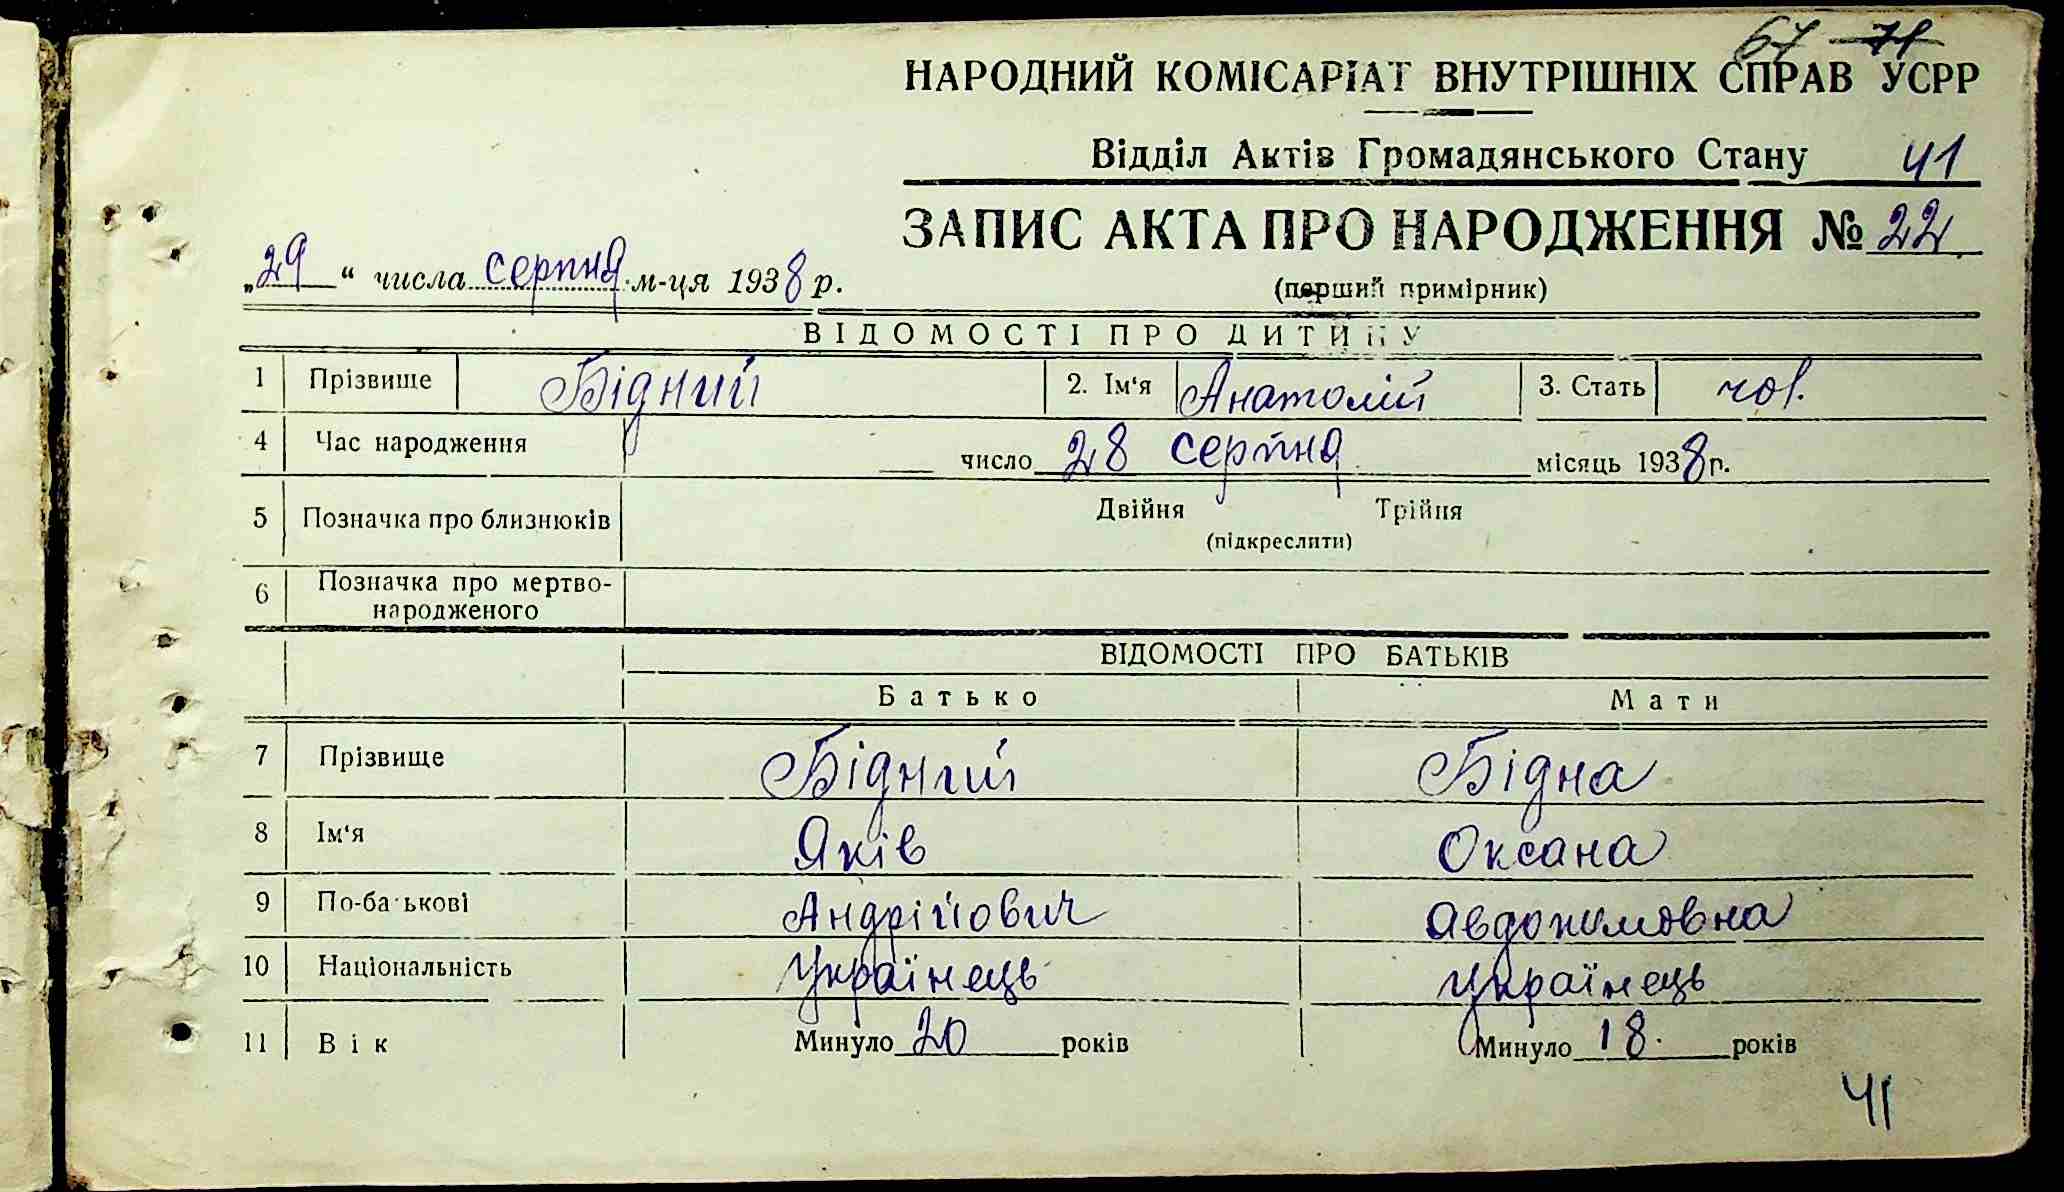 67 71
НАРОДНИЙ КОМІСАРІАТ ВНУТРІШНІХ СПРАВ УСРР
Відділ Актів Громадянського Стану 41
ЗАПИС АКТА ПРО НАРОДЖЕННЯ № 22
„29“ числа серпня м-ця 1938 р.
(перший примірник)
ВІДОМОСТІ ПРО ДИТИНУ
1 Прізвище Бідний 2. Ім'я Анатолій 3. Стать чол.
4 Час народження число 28 серпня місяць 1938 р.
5 Позначка про близнюків Двійня Трійня
(підкреслити)
6 Позначка про мертво-
народженого
ВІДОМОСТІ ПРО БАТЬКІВ
Батько Мати
7 Прізвище Бідний Бідна
8 Ім'я Яків Оксана
9 По-батькові Андрійович Авдокимовна
10 Національність Українець Українець
11 Вік Минуло 20 років Минуло 18. років
41